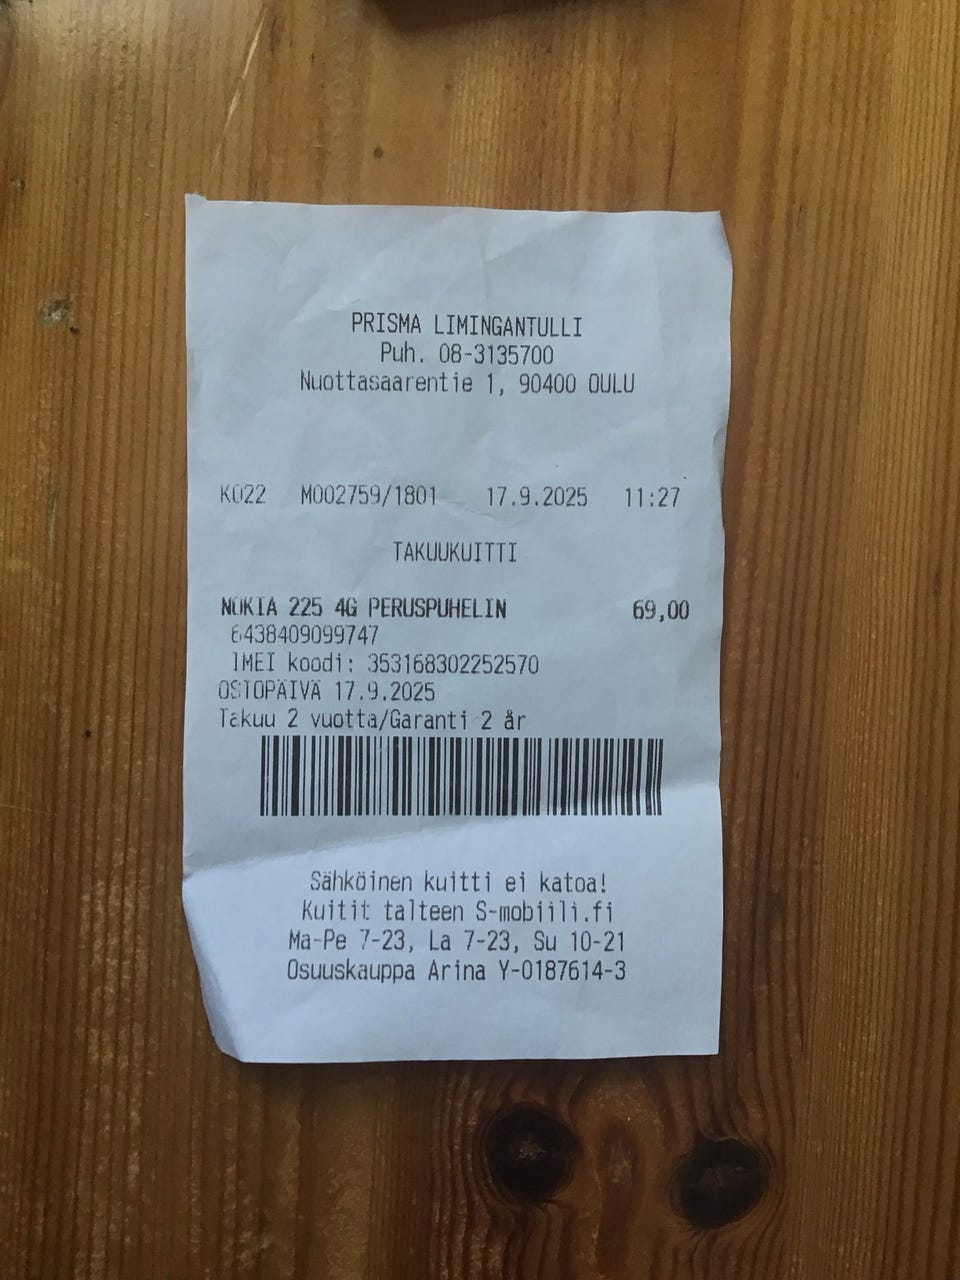 PRISMA LIMINGANTULLI
Puh. 08-3135700
Nuottasaarentie 1, 90400 OULU
K022 M002759/1801 17.9.2025 11:27
TAKUUKUITTI
NOKIA 225 4G PERUSPUHELIN 69,00
6438409099747
IMEI koodi: 353168302252570
OSTOPÄIVÄ 17.9.2025
Takuu 2 vuotta/Garanti 2 år
Sähköinen kuitti ei katoa!
Kuitit talteen S-mobiili.fi
Ma-Pe 7-23, La 7-23, Su 10-21
Osuuskauppa Arina Y-0187614-3